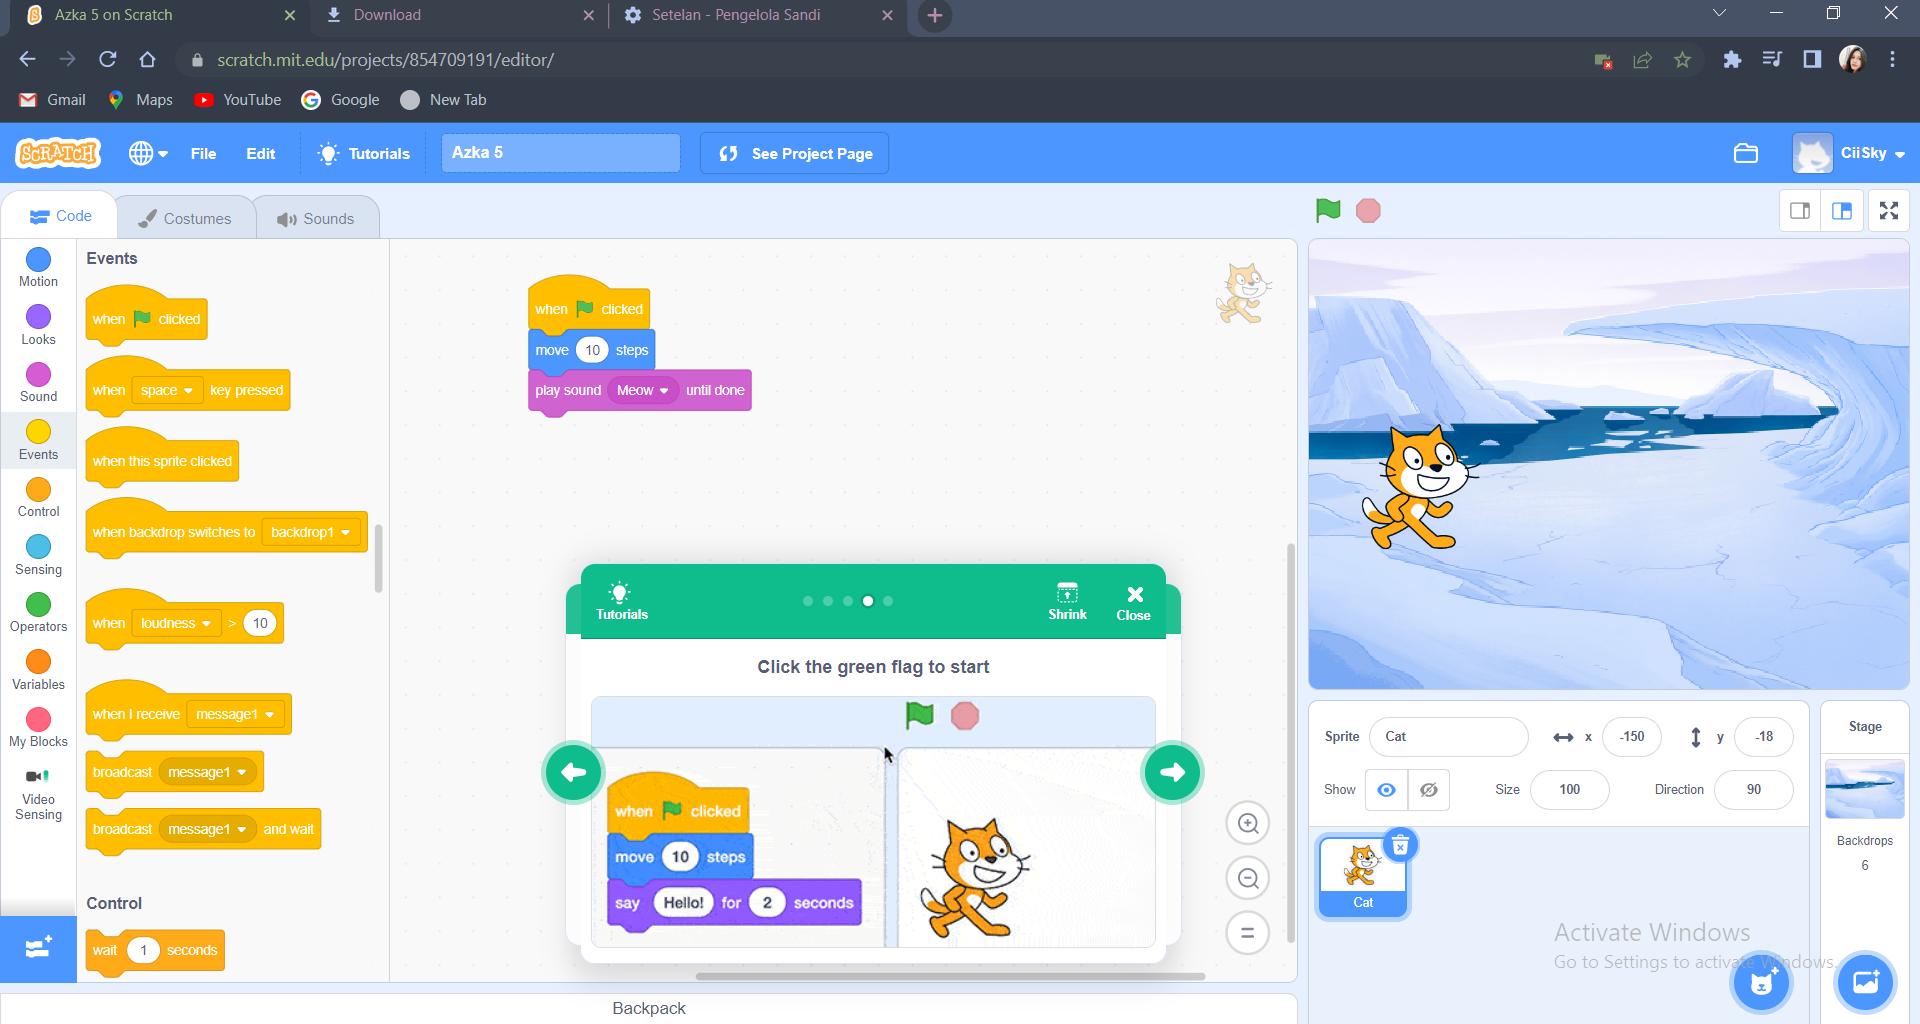 Azka 5 on Scratch
Download
Setelan - Pengelola Sandi
scratch.mit.edu/projects/854709191/editor/
Gmail
Maps
YouTube
Google
New Tab
SCRATCH
File
Edit
Tutorials
Azka 5
See Project Page
CiiSky
Code
Costumes
Sounds
Motion
Looks
Sound
Events
Control
Sensing
Operators
Variables
My Blocks
Video
Sensing
Events
when clicked
when space key pressed
when this sprite clicked
when backdrop switches to backdrop1
when loudness > 10
when I receive message1
broadcast message1
broadcast message1 and wait
Control
wait 1 seconds
when clicked
move 10 steps
play sound Meow until done
Tutorials
Shrink
Close
Click the green flag to start
when clicked
move 10 steps
say Hello! for 2 seconds
Backpack
Sprite Cat x -150 y -18
Show Size 100 Direction 90
Cat
Stage
Backdrops
6
Activate Windows
Go to Settings to activate Windows.